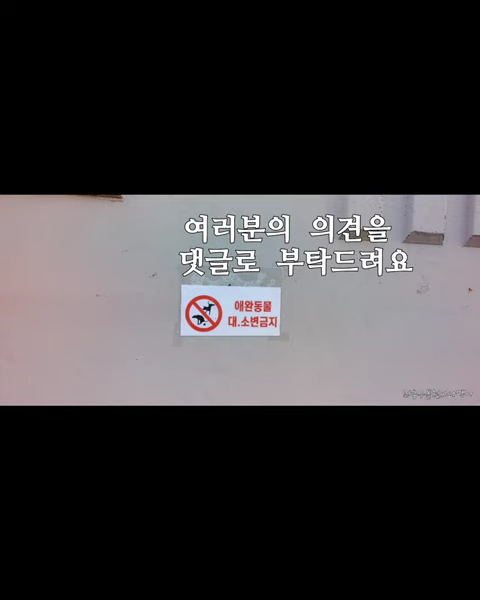 여러분의 의견을
댓글로 부탁드려요
애완동물
대.소변금지